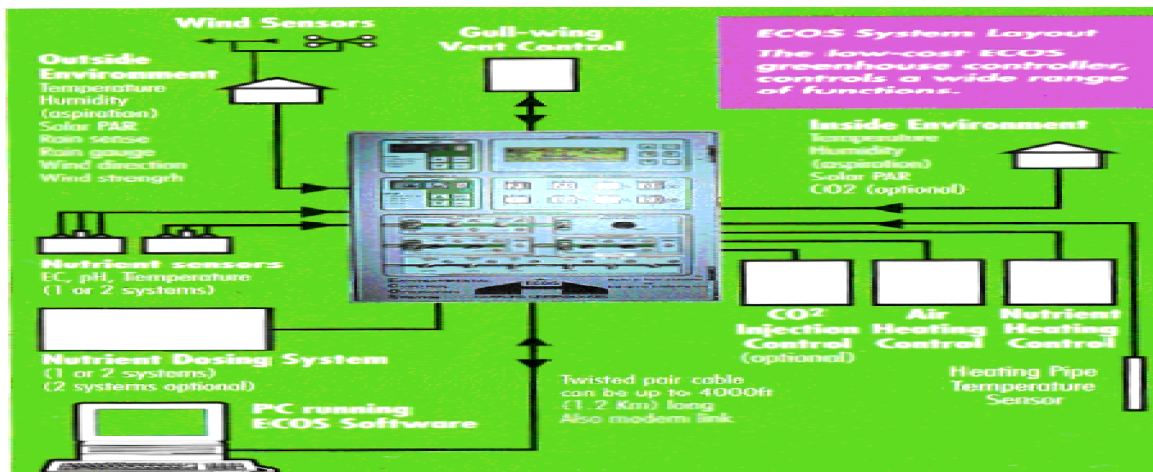 Wind Sensors
Gull-wing
Vent Control
ECOS System Layout
The low-cost ECOS
greenhouse controller,
controls a wide range
of functions.
Outside
Environment
Temperature
Humidity
(aspiration)
Solar PAR
Rain sense
Rain gauge
Wind direction
Wind strength
Inside Environment
Temperature
Humidity
(aspiration)
Solar PAR
CO2 (optional)
Nutrient sensors
EC, pH, Temperature
(1 or 2 systems)
ECOS
CO2
Injection
Control
(optional)
Air
Heating
Control
Nutrient
Heating
Control
Nutrient Dosing System
(1 or 2 systems)
(2 systems optional)
Heating Pipe
Temperature
Sensor
PC running
ECOS Software
Twisted pair cable
can be up to 4000ft
(1.2 Km) long
Also modem link